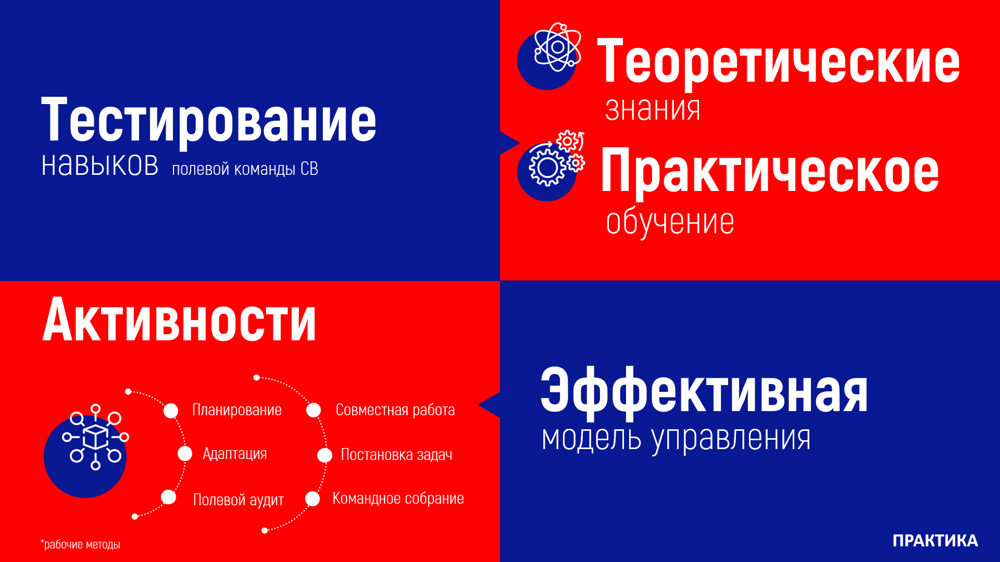 Тестирование
навыков полевой команды СВ
Теоретические
знания
Практическое
обучение
Активности
Планирование
Адаптация
Полевой аудит
Совместная работа
Постановка задач
Командное собрание
*рабочие методы
Эффективная
модель управления
ПРАКТИКА